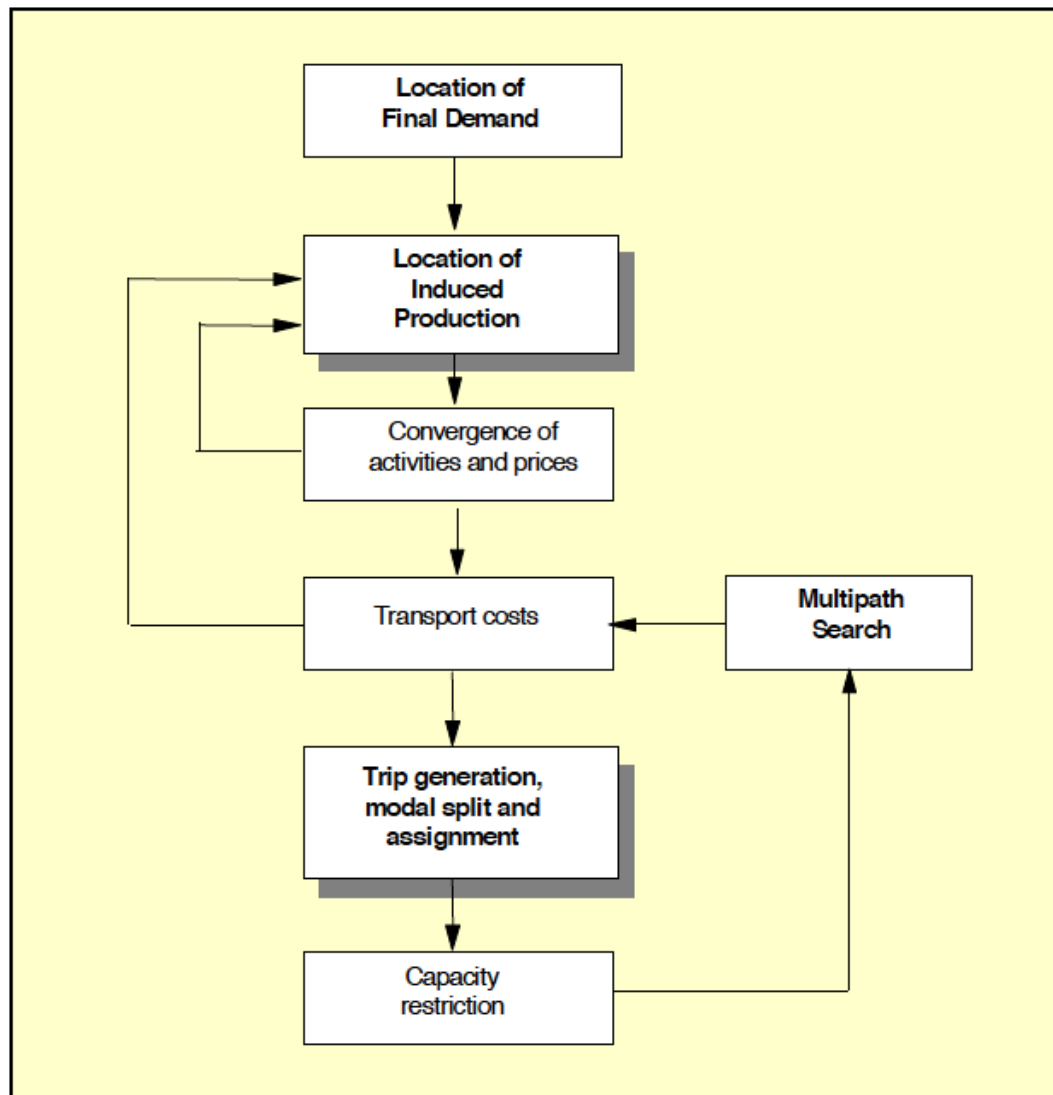 Location of
Final Demand
Location of
Induced
Production
Convergence of
activities and prices
Transport costs
Multipath
Search
Trip generation,
modal split and
assignment
Capacity
restriction